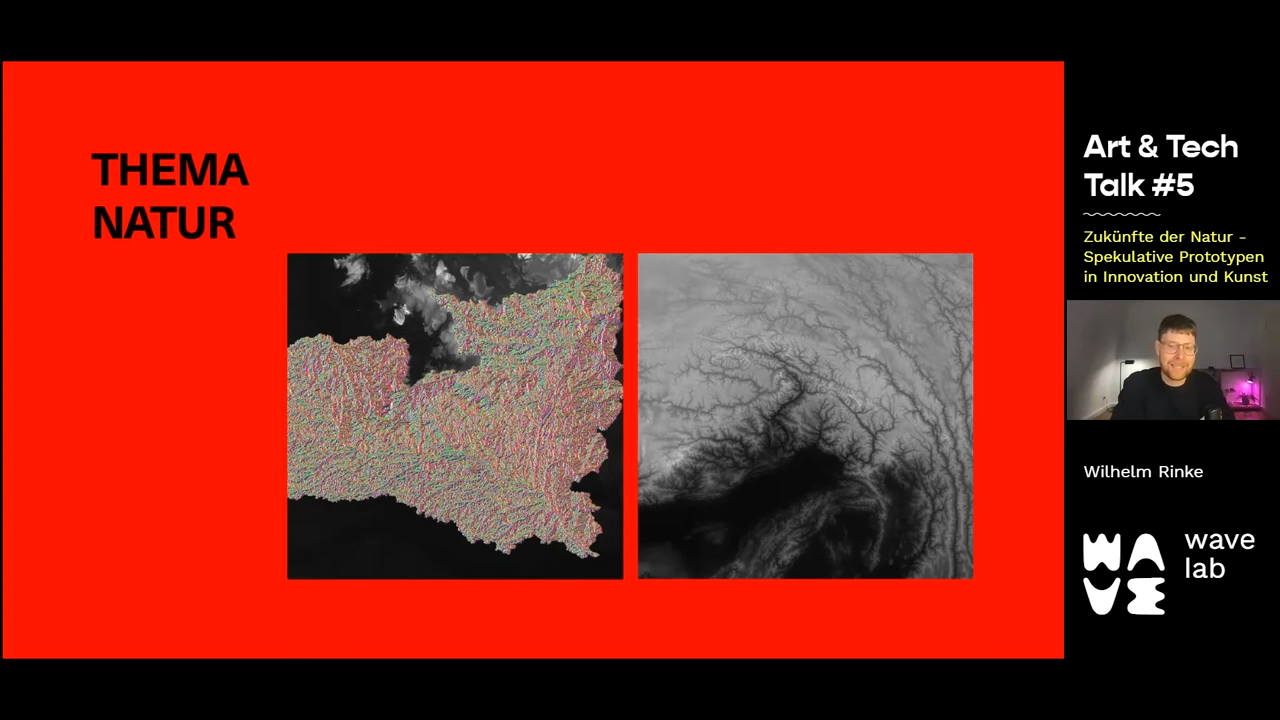 THEMA
NATUR
Art & Tech
Talk #5
Zukünfte der Natur –
Spekulative Prototypen
in Innovation und Kunst
Wilhelm Rinke
WAVE
wave
lab